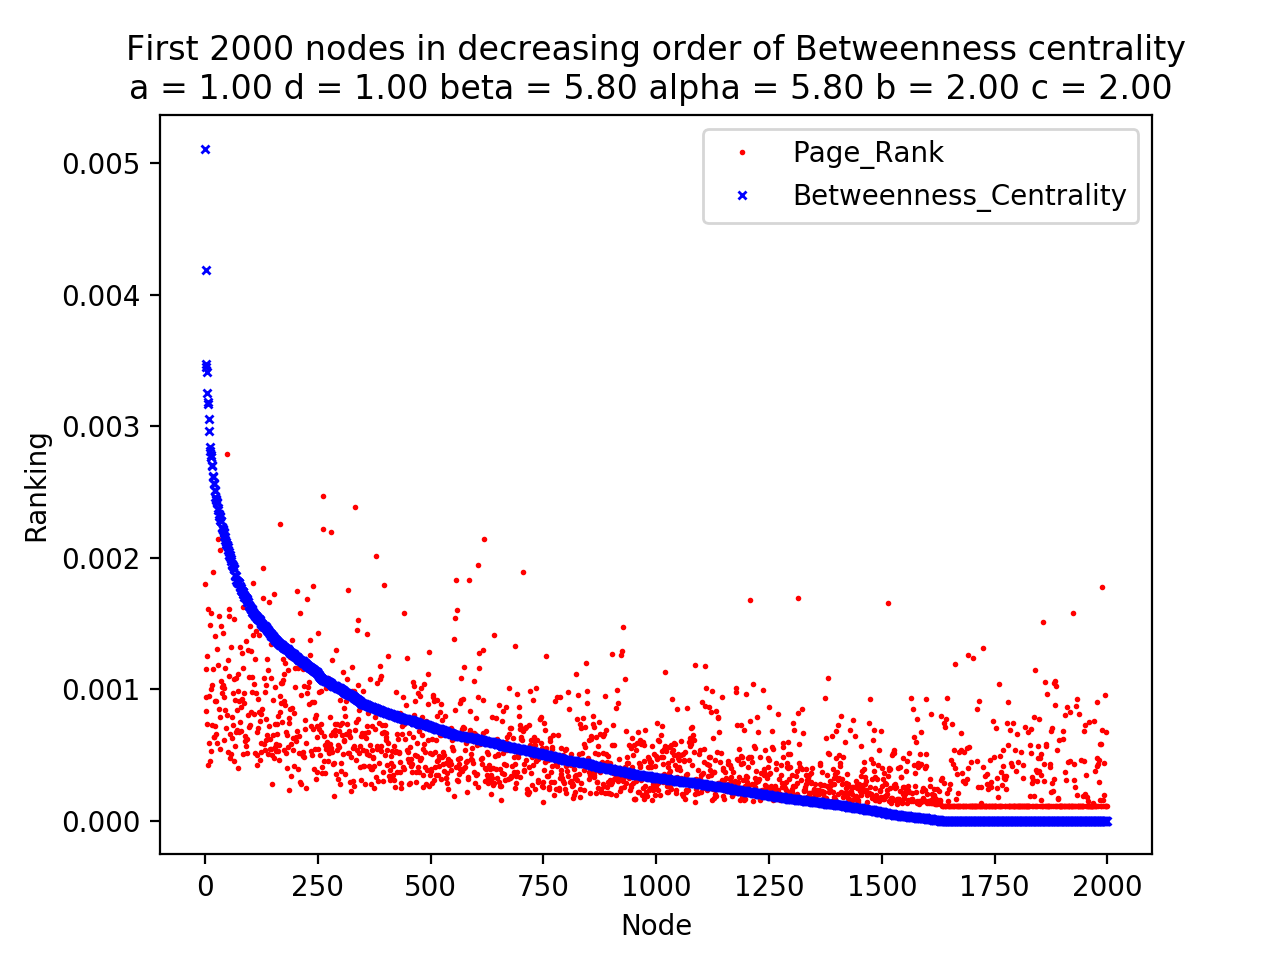 First 2000 nodes in decreasing order of Betweenness centrality
a = 1.00 d = 1.00 beta = 5.80 alpha = 5.80 b = 2.00 c = 2.00
Page_Rank
Betweenness_Centrality
0.005
0.004
0.003
0.002
0.001
0.000
Ranking
0 250 500 750 1000 1250 1500 1750 2000
Node